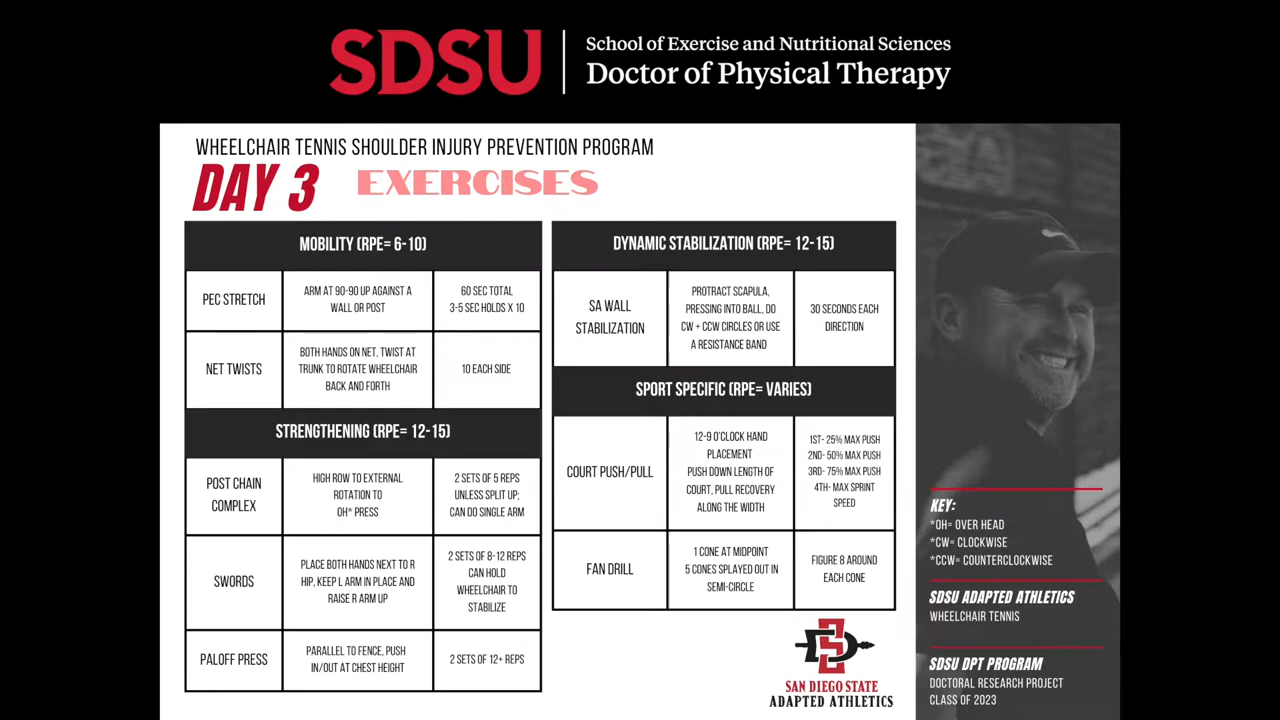 SDSU
School of Exercise and Nutritional Sciences
Doctor of Physical Therapy
WHEELCHAIR TENNIS SHOULDER INJURY PREVENTION PROGRAM
DAY 3
EXERCISES
MOBILITY (RPE= 6-10)
PEC STRETCH
ARM AT 90-90 UP AGAINST A
WALL OR POST
60 SEC TOTAL
3-5 SEC HOLDS X 10
NET TWISTS
BOTH HANDS ON NET, TWIST AT
TRUNK TO ROTATE WHEELCHAIR
BACK AND FORTH
10 EACH SIDE
STRENGTHENING (RPE= 12-15)
POST CHAIN
COMPLEX
HIGH ROW TO EXTERNAL
ROTATION TO
OH* PRESS
2 SETS OF 5 REPS
UNLESS SPLIT UP;
CAN DO SINGLE ARM
SWORDS
PLACE BOTH HANDS NEXT TO R
HIP, KEEP L ARM IN PLACE AND
RAISE R ARM UP
2 SETS OF 8-12 REPS
CAN HOLD
WHEELCHAIR TO
STABILIZE
PALOFF PRESS
PARALLEL TO FENCE, PUSH
IN/OUT AT CHEST HEIGHT
2 SETS OF 12+ REPS
DYNAMIC STABILIZATION (RPE= 12-15)
SA WALL
STABILIZATION
PROTRACT SCAPULA,
PRESSING INTO BALL, DO
CW + CCW CIRCLES OR USE
A RESISTANCE BAND
30 SECONDS EACH
DIRECTION
SPORT SPECIFIC (RPE= VARIES)
COURT PUSH/PULL
12-9 O'CLOCK HAND
PLACEMENT
PUSH DOWN LENGTH OF
COURT, PULL RECOVERY
ALONG THE WIDTH
1ST- 25% MAX PUSH
2ND- 50% MAX PUSH
3RD- 75% MAX PUSH
4TH- MAX SPRINT
SPEED
FAN DRILL
1 CONE AT MIDPOINT
5 CONES SPLAYED OUT IN
SEMI-CIRCLE
FIGURE 8 AROUND
EACH CONE
SD
SAN DIEGO STATE
ADAPTED ATHLETICS
KEY:
*OH= OVER HEAD
*CW= CLOCKWISE
*CCW= COUNTERCLOCKWISE
SDSU ADAPTED ATHLETICS
WHEELCHAIR TENNIS
SDSU DPT PROGRAM
DOCTORAL RESEARCH PROJECT
CLASS OF 2023